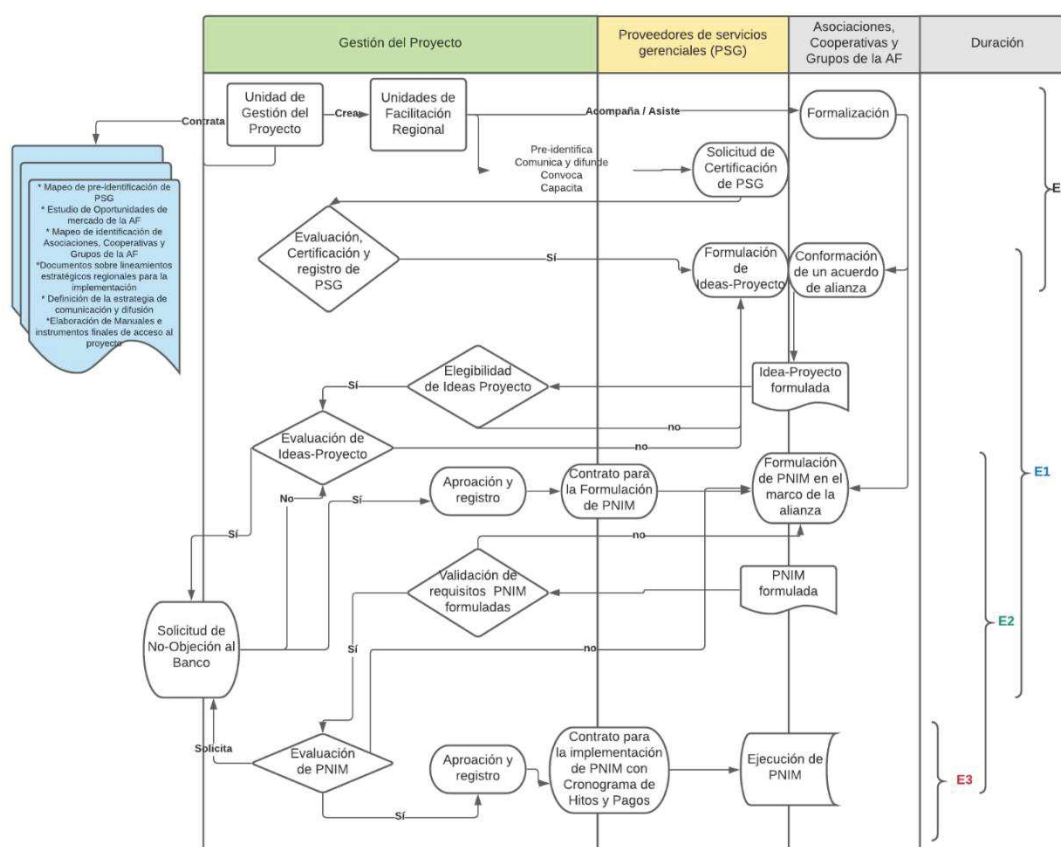 Gestión del Proyecto
Proveedores de servicios
gerenciales (PSG)
Asociaciones,
Cooperativas y
Grupos de la AF
Duración
Contrata
Unidad de
Gestión del
Proyecto
Crea
Unidades de
Facilitación
Regional
Acompaña / Asiste
Formalización
E
Pre-identifica
Comunica y difunde
Convoca
Capacita
Solicitud de
Certificación
de PSG
* Mapeo de pre-identificación de
PSG
* Estudio de Oportunidades de
mercado de la AF
* Mapeo de identificación de
Asociaciones, Cooperativas y
Grupos de la AF
*Documentos sobre lineamientos
estratégicos regionales para la
implementación
* Definición de la estrategia de
comunicación y difusión
*Elaboración de Manuales e
instrumentos finales de acceso al
proyecto
Evaluación,
Certificación y
registro de
PSG
Sí
Formulación
de
Ideas-Proyecto
Conformación
de un acuerdo
de alianza
Elegibilidad
de Ideas Proyecto
Idea-Proyecto
formulada
Sí
no
Evaluación de
Ideas-Proyecto
no
E1
No
Sí
Aproación y
registro
Contrato para
la Formulación
de PNIM
Formulación
de PNIM en el
marco de la
alianza
Sí
no
Validación de
requisitos PNIM
formuladas
PNIM
formulada
Solicitud de
No-Objeción al
Banco
Sí
no
E2
Solicita
Evaluación
de PNIM
Aproación y
registro
Contrato para
la implementación
de PNIM con
Cronograma de
Hitos y Pagos
Ejecución de
PNIM
E3
Sí